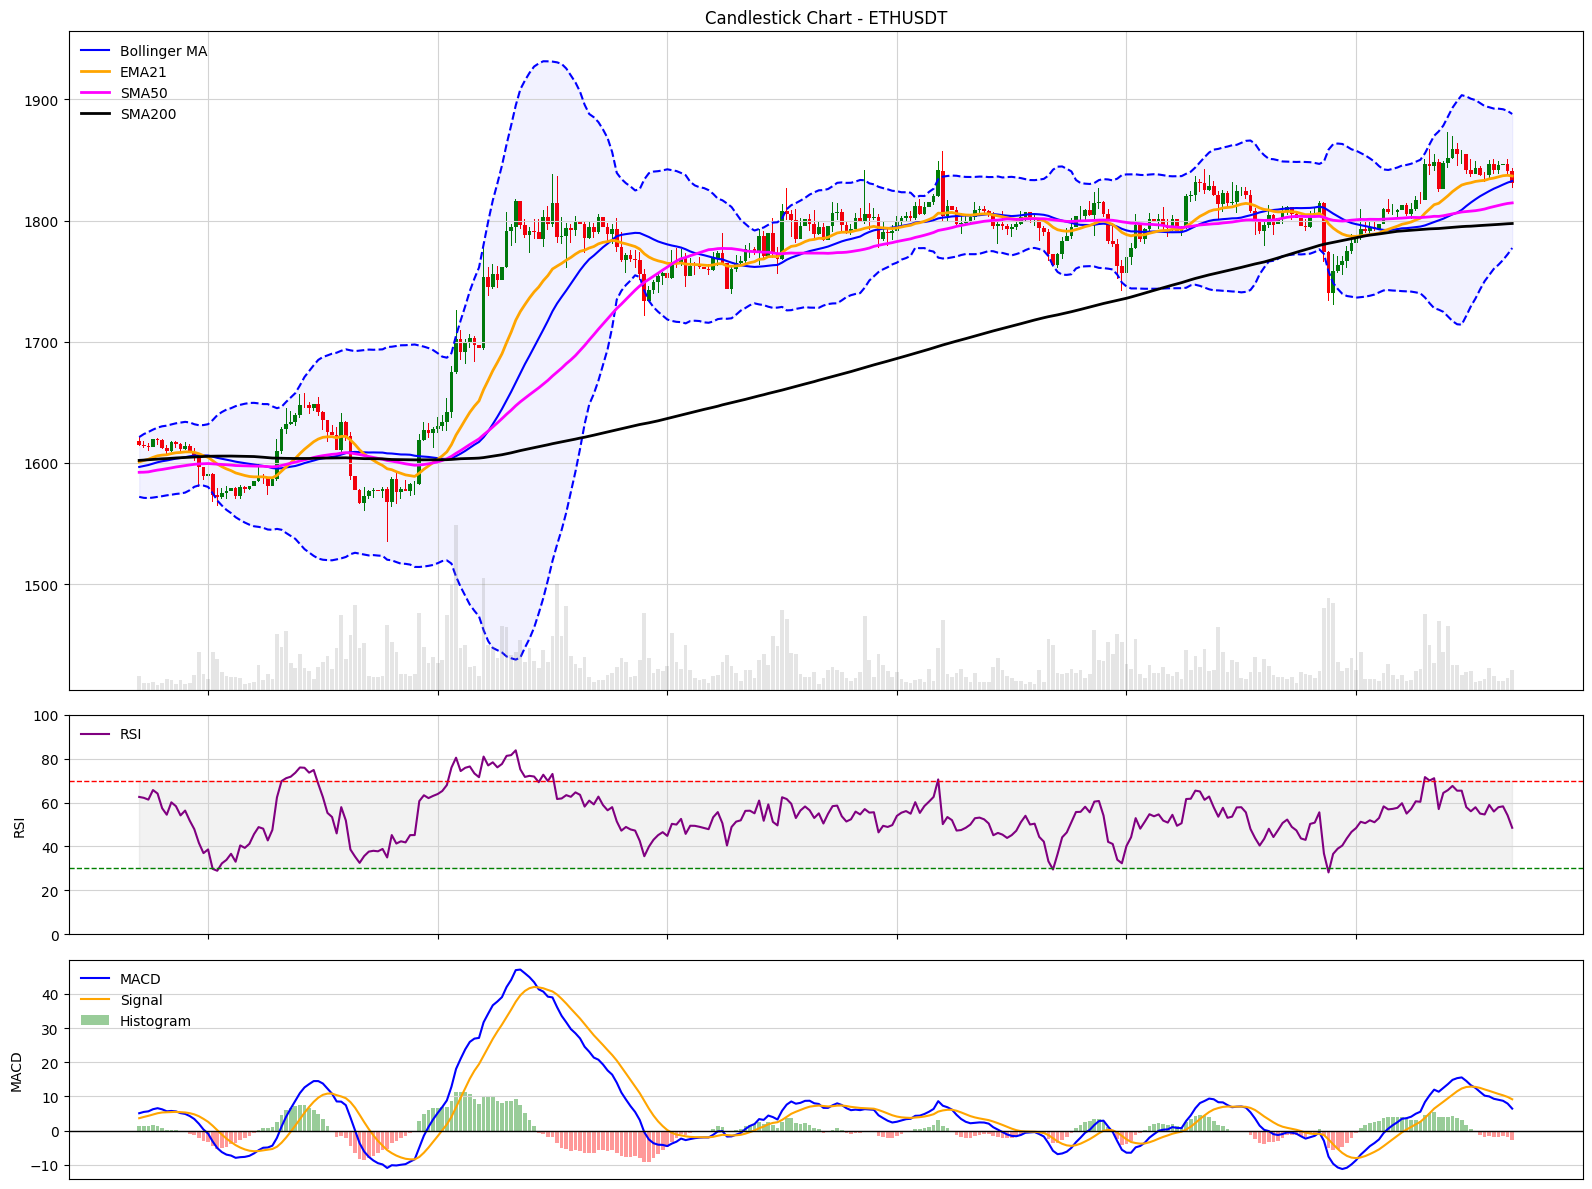 Candlestick Chart - ETHUSDT
Bollinger MA
EMA21
SMA50
SMA200
1900
1800
1700
1600
1500
RSI
100
80
60
40
20
0
RSI
MACD
Signal
Histogram
40
30
20
10
0
−10
MACD